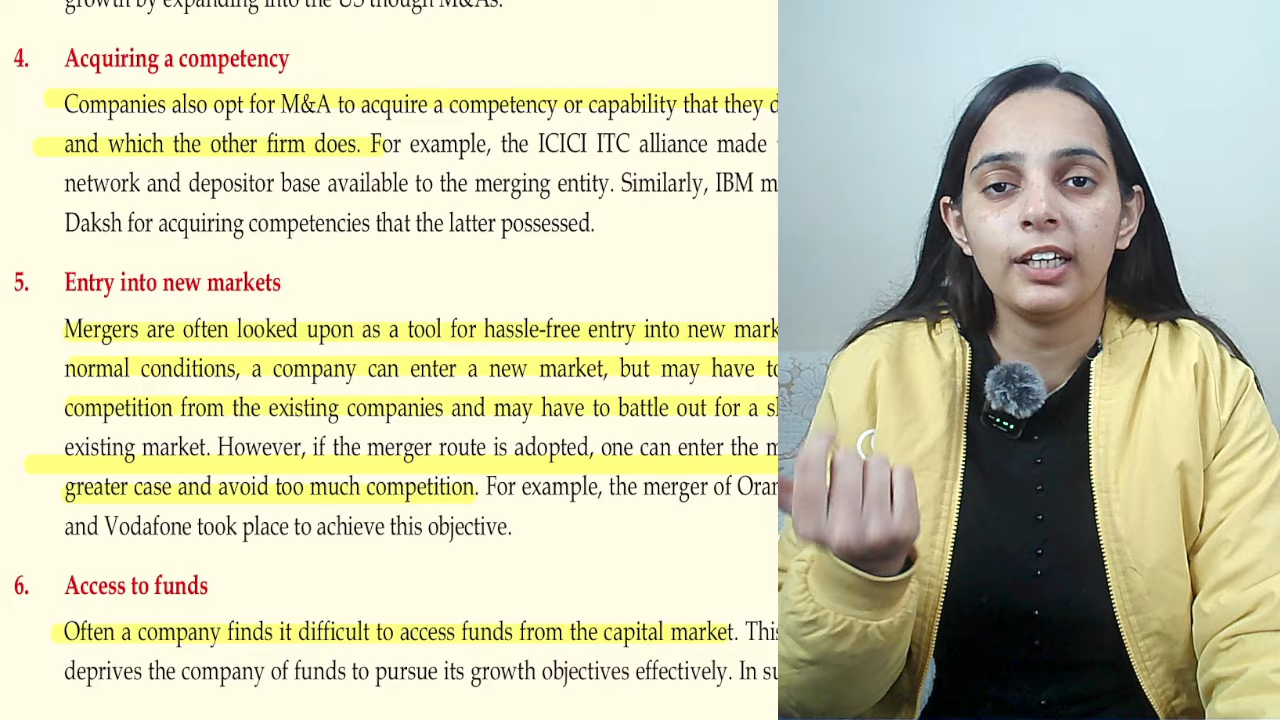 growth by expanding into the US though M&As.
4. Acquiring a competency
Companies also opt for M&A to acquire a competency or capability that they
and which the other firm does. For example, the ICICI ITC alliance made
network and depositor base available to the merging entity. Similarly, IBM
Daksh for acquiring competencies that the latter possessed.
5. Entry into new markets
Mergers are often looked upon as a tool for hassle-free entry into new
normal conditions, a company can enter a new market, but may have to
competition from the existing companies and may have to battle out for a
existing market. However, if the merger route is adopted, one can enter the
greater case and avoid too much competition. For example, the merger of
and Vodafone took place to achieve this objective.
6. Access to funds
Often a company finds it difficult to access funds from the capital market.
deprives the company of funds to pursue its growth objectives effectively. In